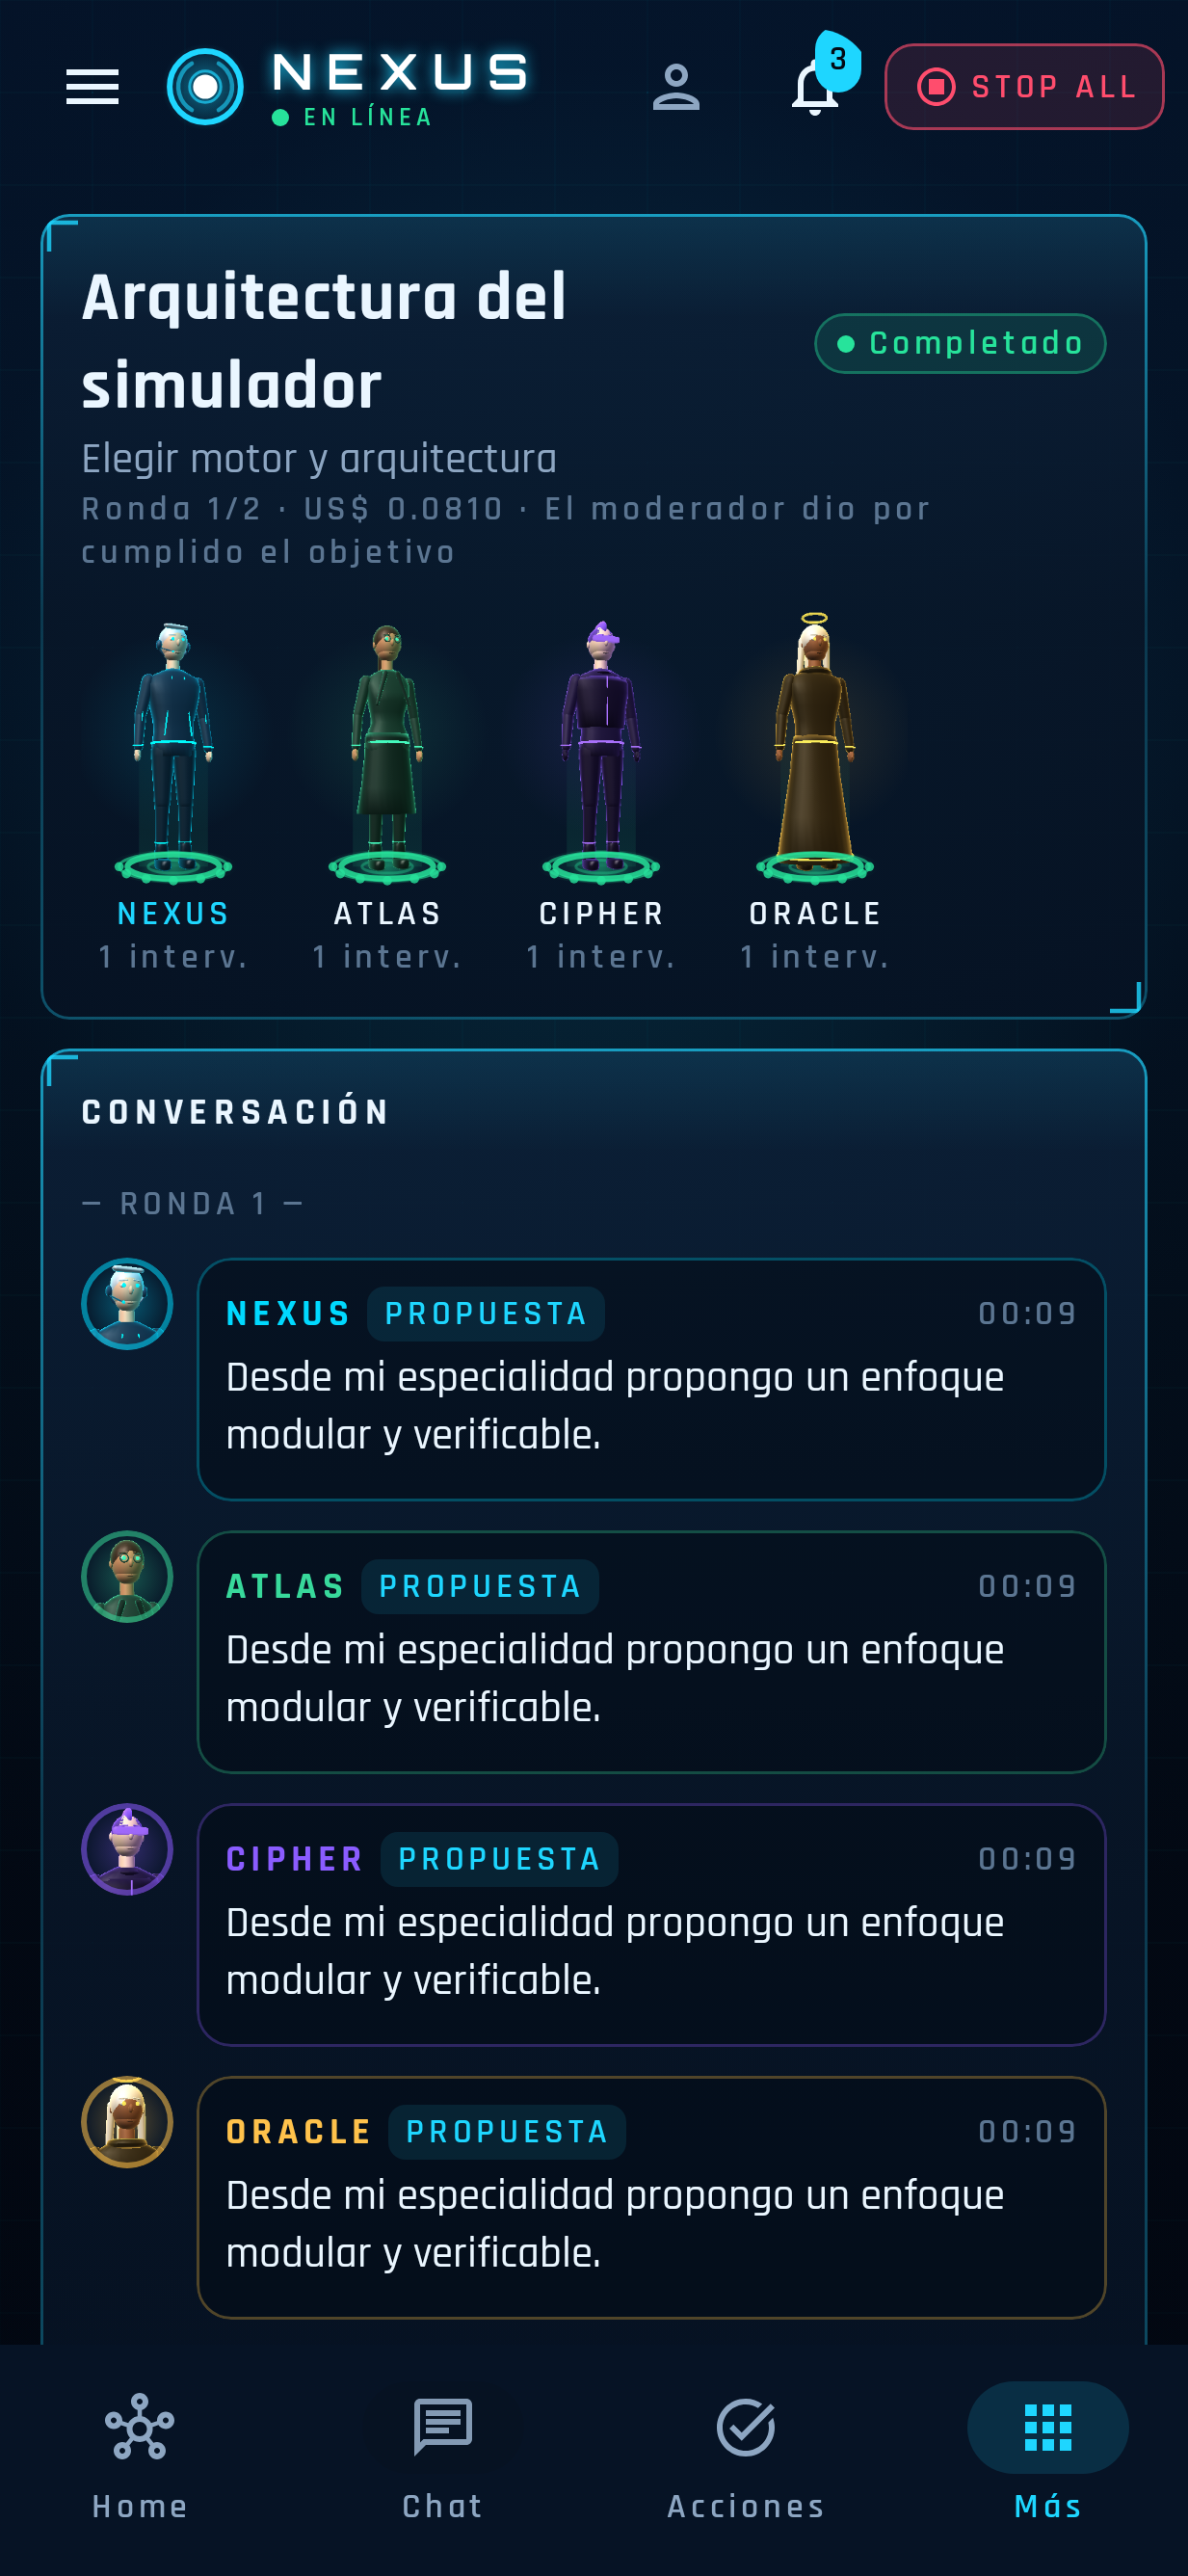 NEXUS
EN LÍNEA
3
STOP ALL
Arquitectura del
simulador
Completado
Elegir motor y arquitectura
Ronda 1/2 · US$ 0.0810 · El moderador dio por
cumplido el objetivo
NEXUS ATLAS CIPHER ORACLE
1 interv. 1 interv. 1 interv. 1 interv.
CONVERSACIÓN
— RONDA 1 —
NEXUS PROPUESTA 00:09
Desde mi especialidad propongo un enfoque
modular y verificable.
ATLAS PROPUESTA 00:09
Desde mi especialidad propongo un enfoque
modular y verificable.
CIPHER PROPUESTA 00:09
Desde mi especialidad propongo un enfoque
modular y verificable.
ORACLE PROPUESTA 00:09
Desde mi especialidad propongo un enfoque
modular y verificable.
Home Chat Acciones Más